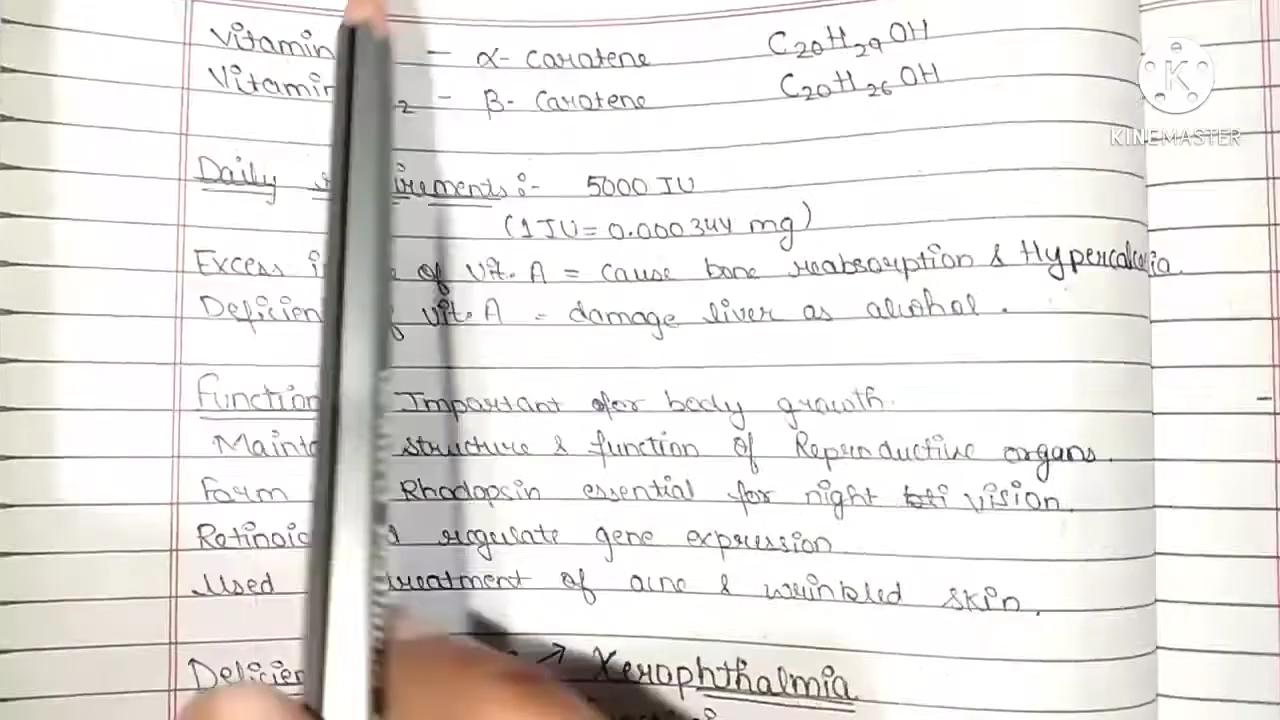 Vitamin - α- carotene C20H29OH
Vitamin 2 - β- Carotene C20H26OH
K
KINEMASTER
Daily irements :- 5000 IU
(1 IU = 0.000344 mg)
Excess of Vit. A = cause bone reabsorption & Hypercalcemia
Deficien Vit. A = damage liver as alcohol.
Function Important for body growth.
Mainta structure & function of Reproductive organs.
Form Rhodopsin essential for night vision.
Retinoic regulate gene expression
Used treatment of acne & wrinkled skin.
Deficien → Xerophthalmia